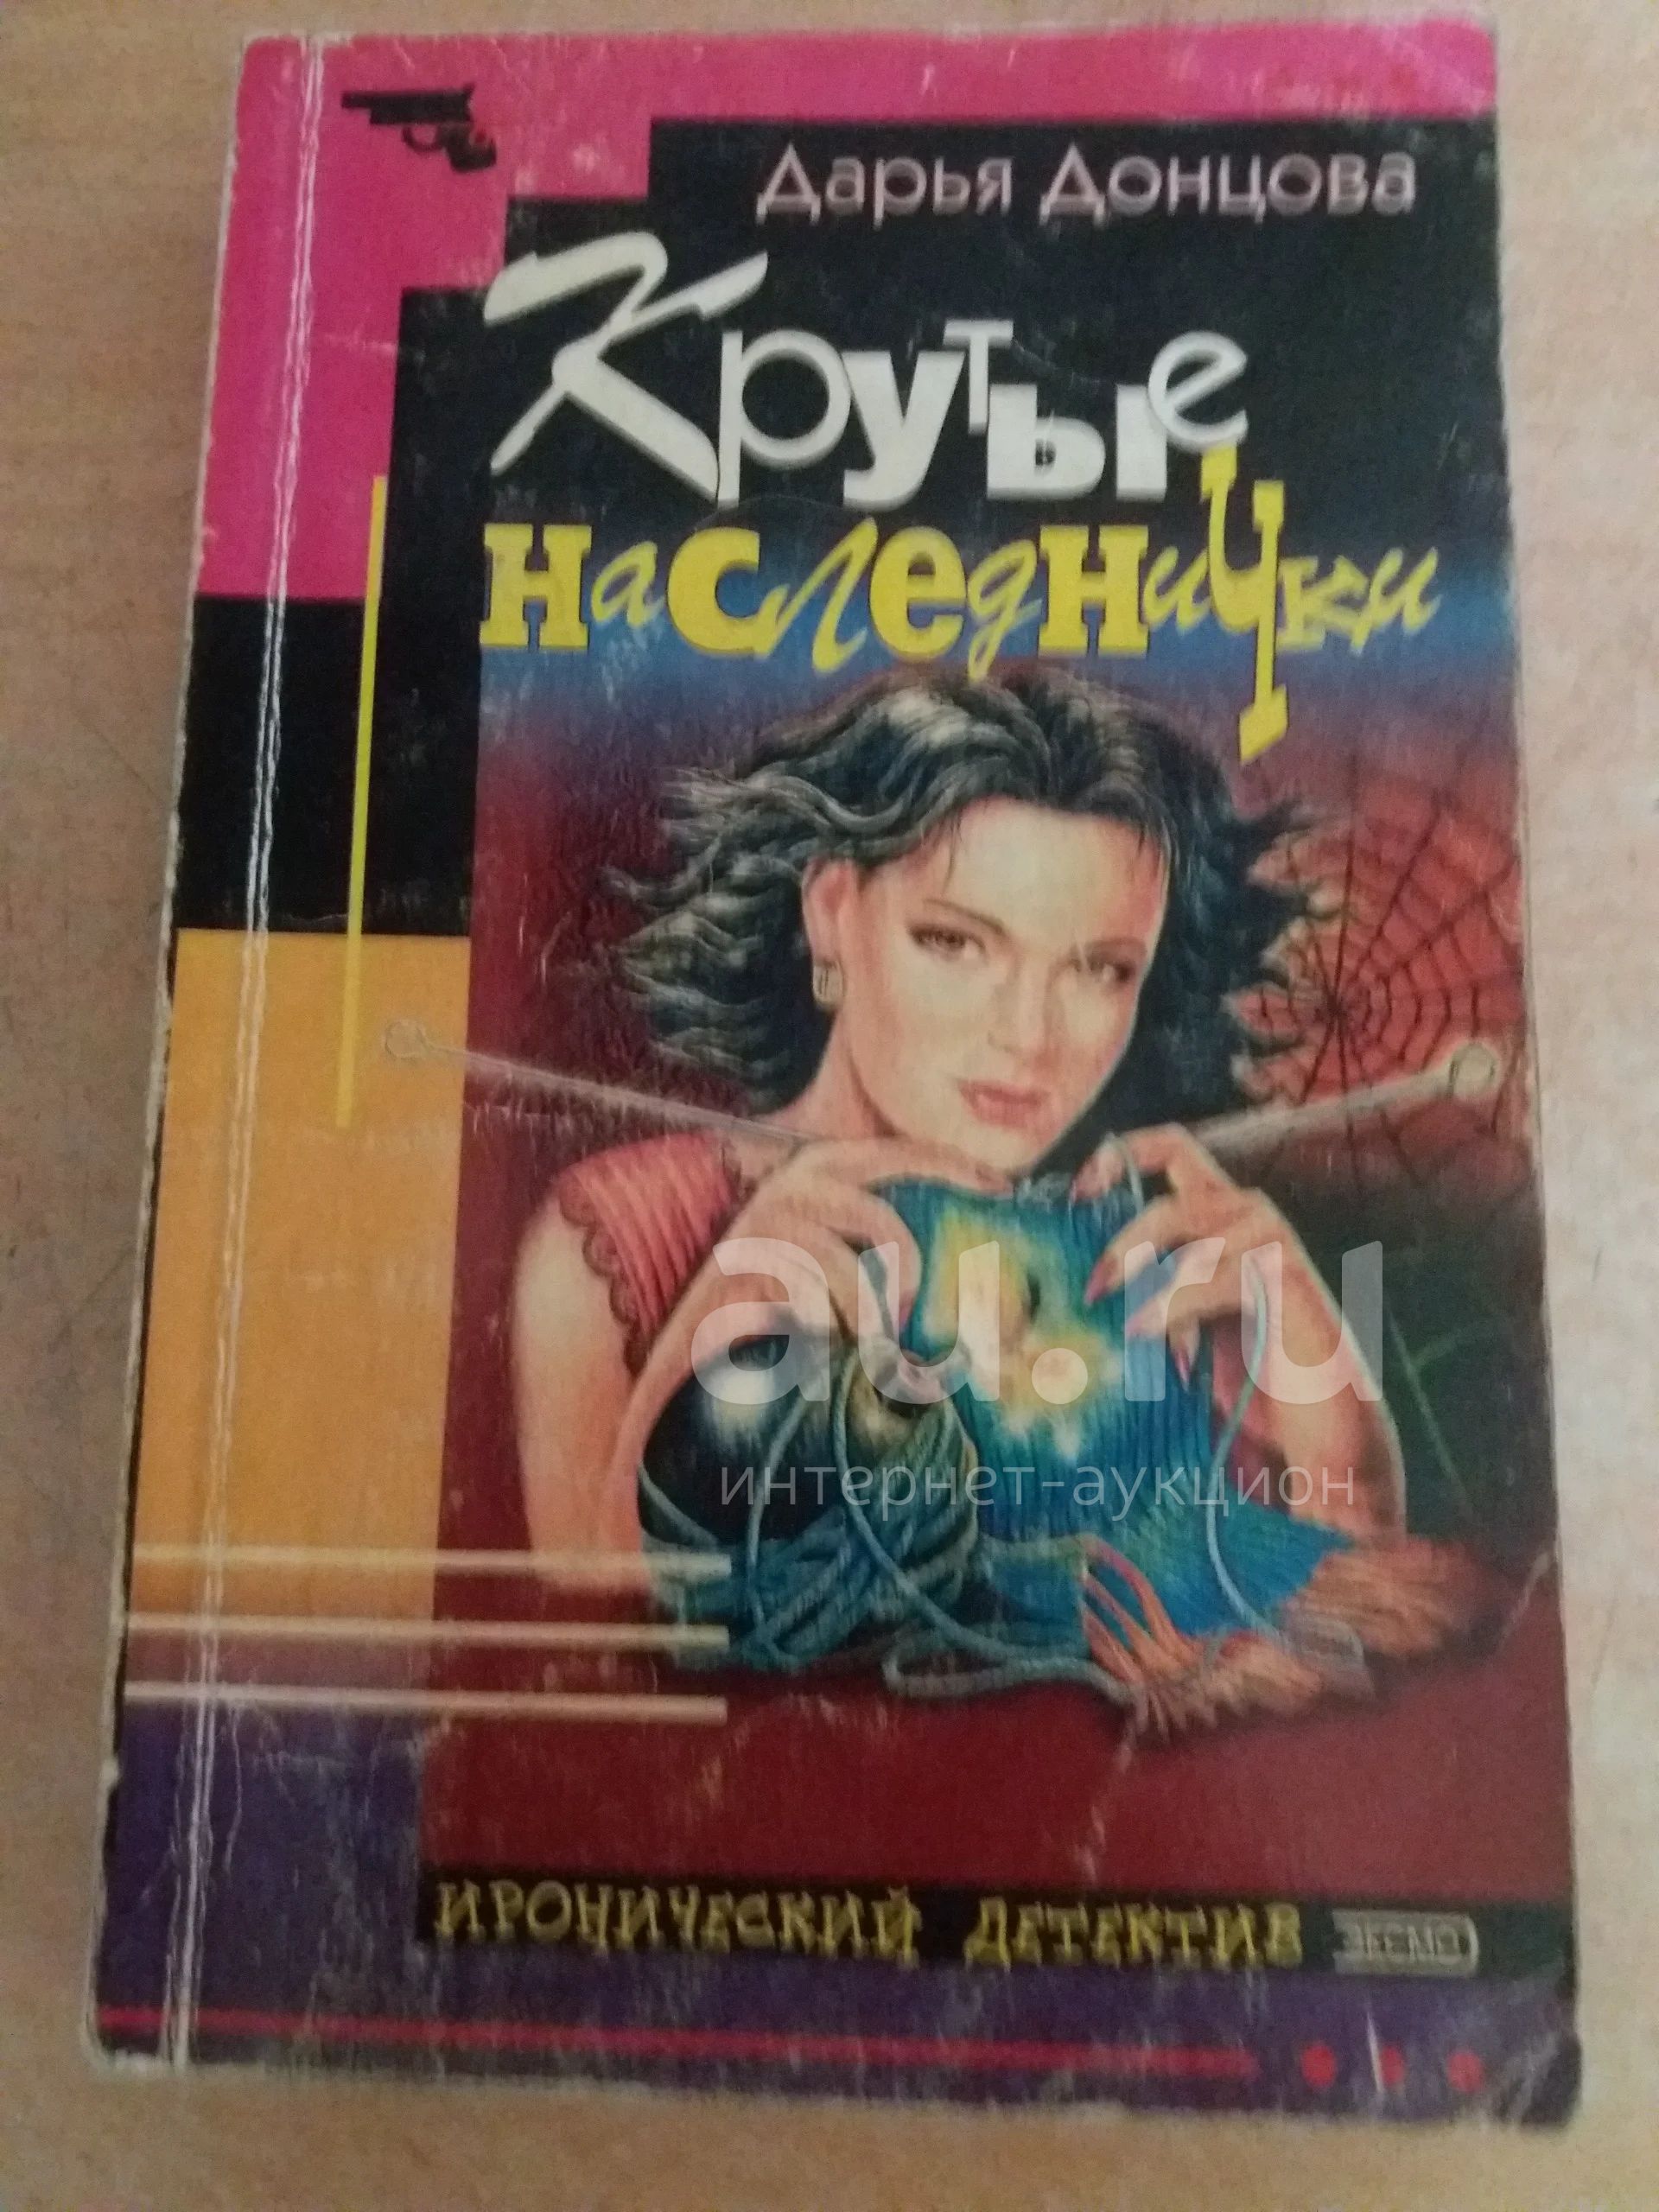 Дарья Донцова
Крутые
наследнички
au.ru
интернет-аукцион
ИРОНИЧЕСКИЙ ДЕТЕКТИВ ЭКСМО